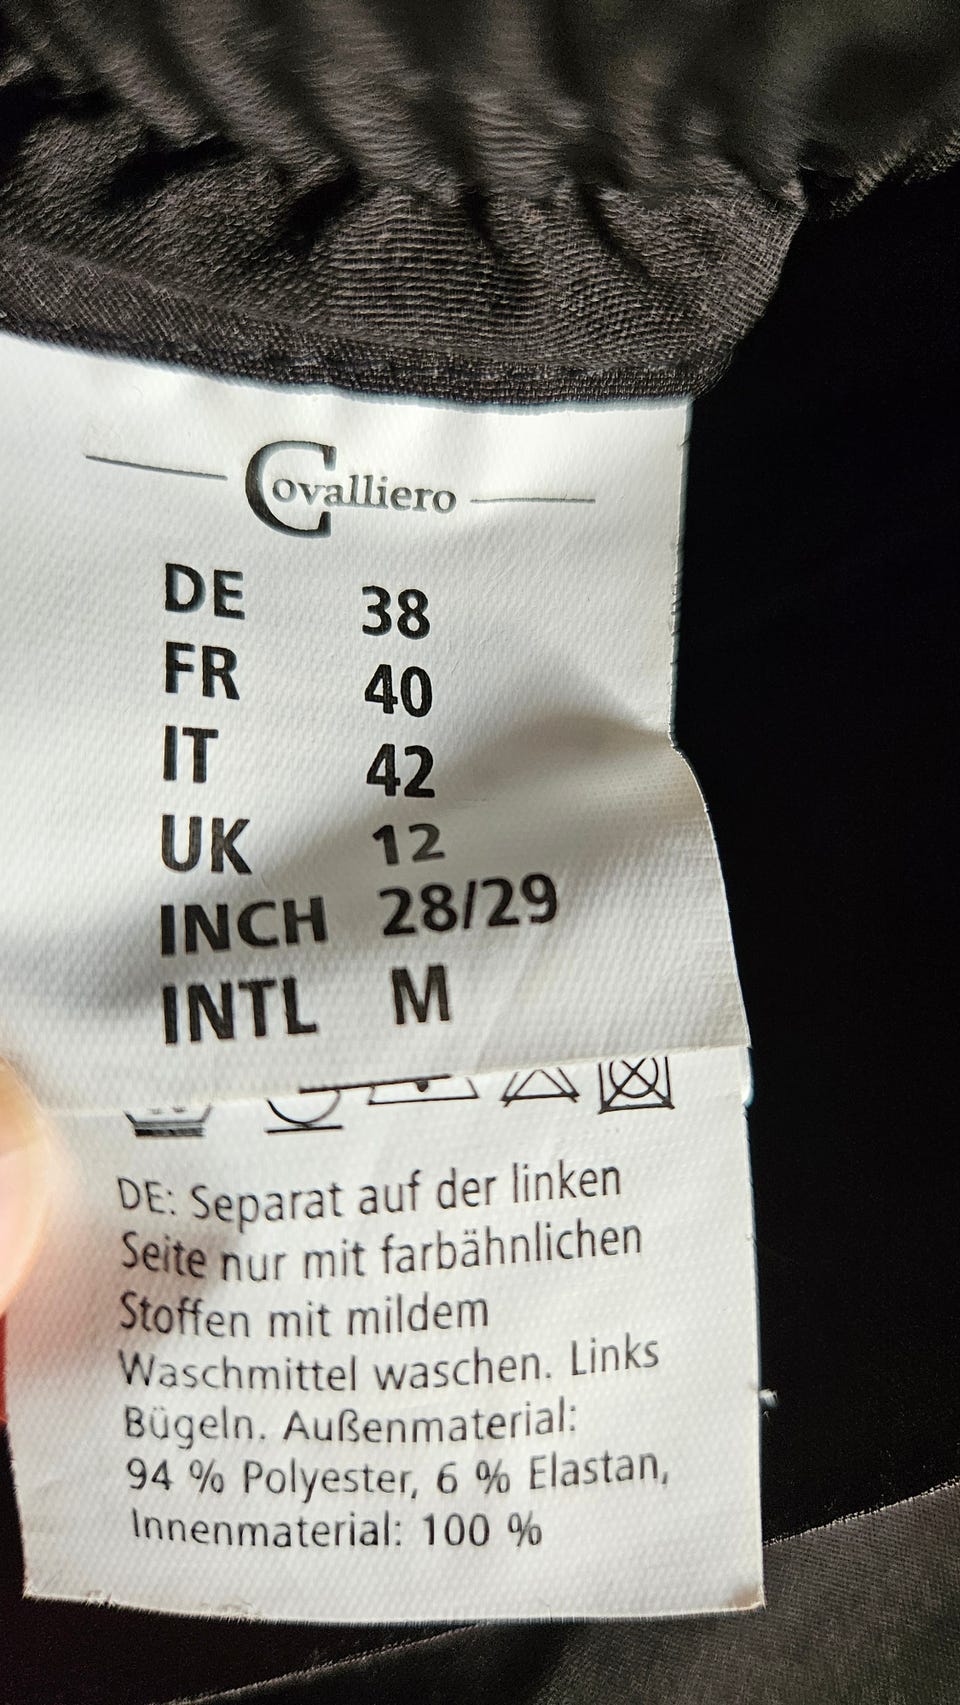 Covalliero
DE 38
FR 40
IT 42
UK 12
INCH 28/29
INTL M
DE: Separat auf der linken
Seite nur mit farbähnlichen
Stoffen mit mildem
Waschmittel waschen. Links
Bügeln. Außenmaterial:
94 % Polyester, 6 % Elastan,
Innenmaterial: 100 %